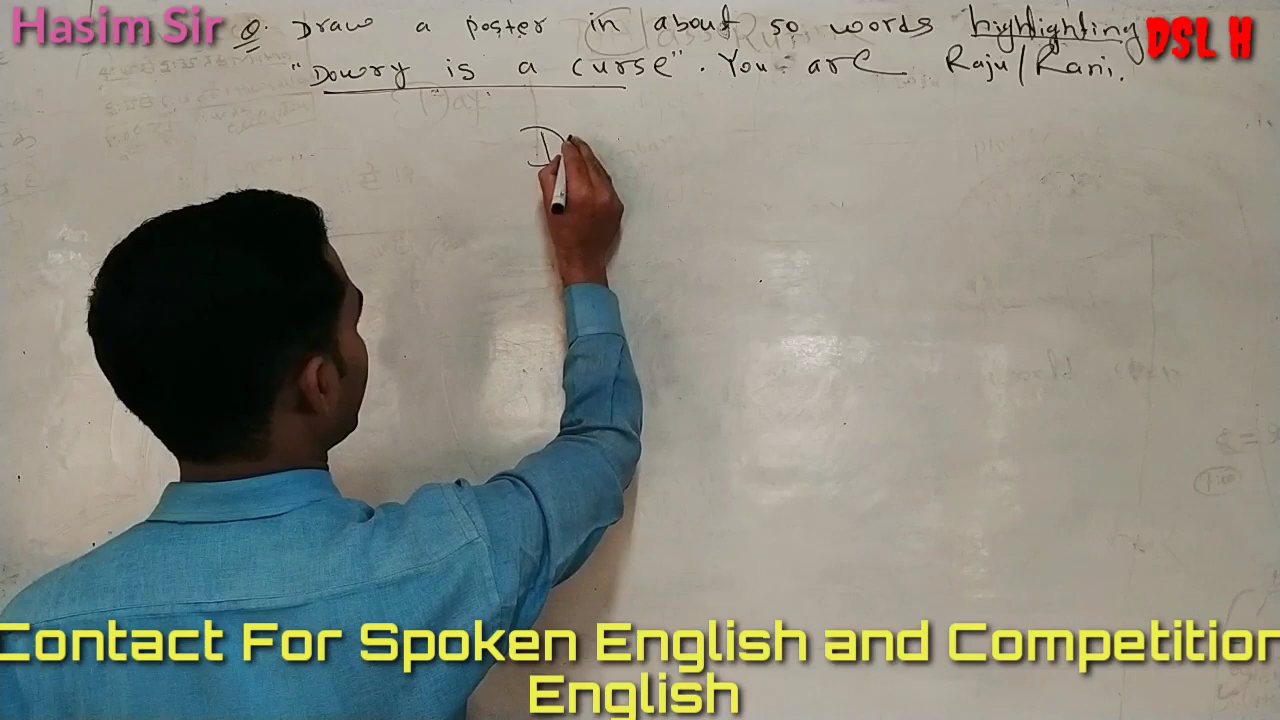 Hasim Sir
Q. Draw a poster in about 50 words highlighting
DSL H
"Dowry is a curse". You are Raju/Rani.
D
Contact For Spoken English and Competition
English